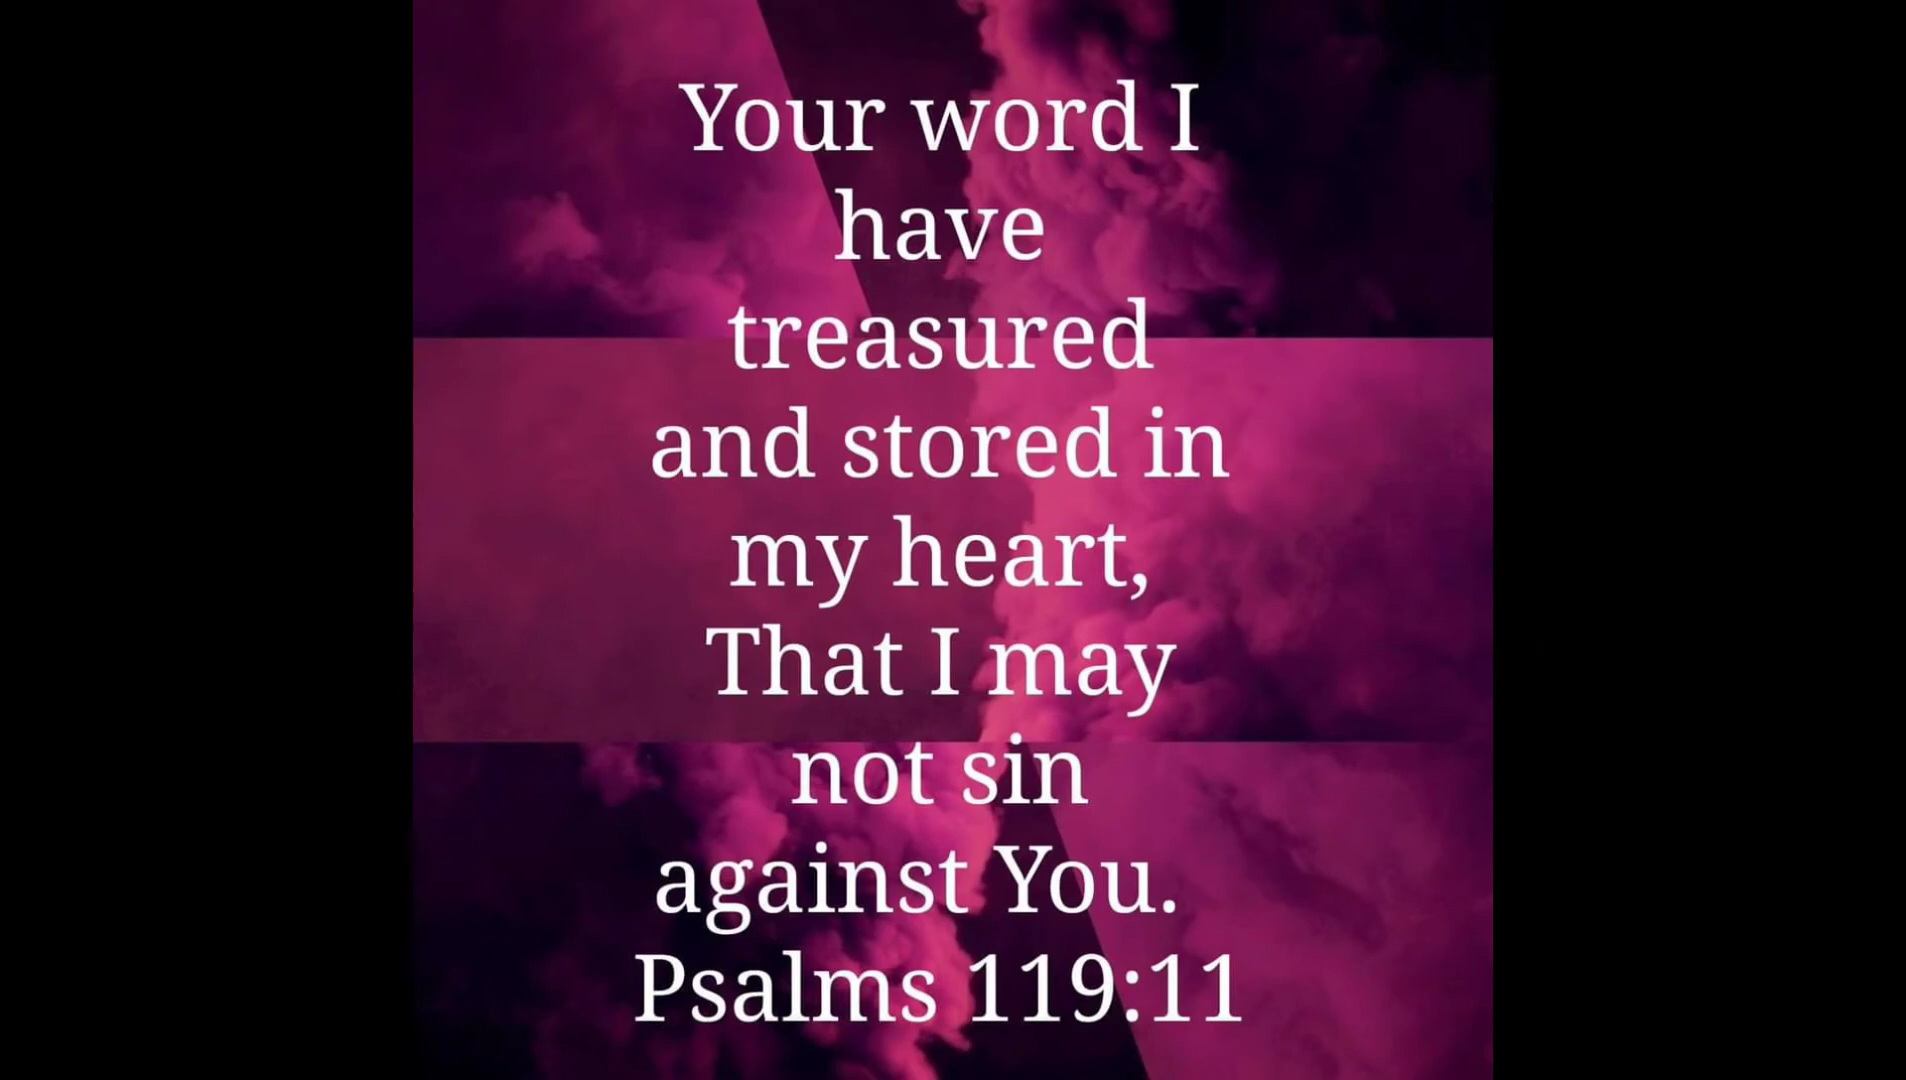 Your word I
have
treasured
and stored in
my heart,
That I may
not sin
against You.
Psalms 119:11